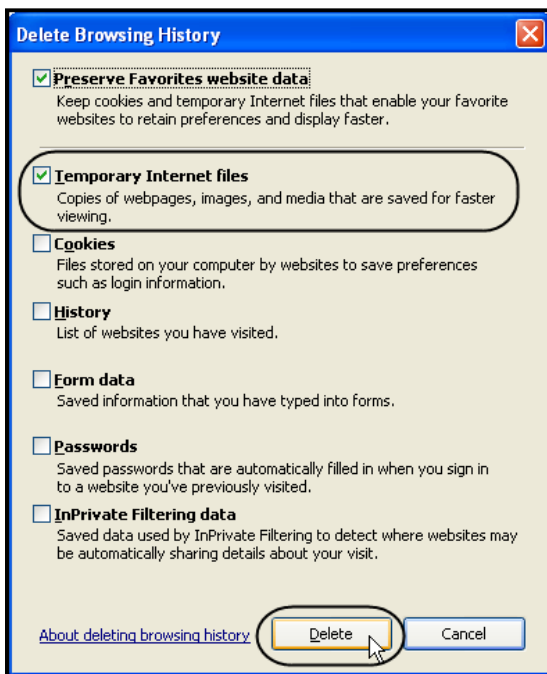 Delete Browsing History
Preserve Favorites website data
Keep cookies and temporary Internet files that enable your favorite
websites to retain preferences and display faster.
Temporary Internet files
Copies of webpages, images, and media that are saved for faster
viewing.
Cookies
Files stored on your computer by websites to save preferences
such as login information.
History
List of websites you have visited.
Form data
Saved information that you have typed into forms.
Passwords
Saved passwords that are automatically filled in when you sign in
to a website you've previously visited.
InPrivate Filtering data
Saved data used by InPrivate Filtering to detect where websites may
be automatically sharing details about your visit.
About deleting browsing history Delete Cancel